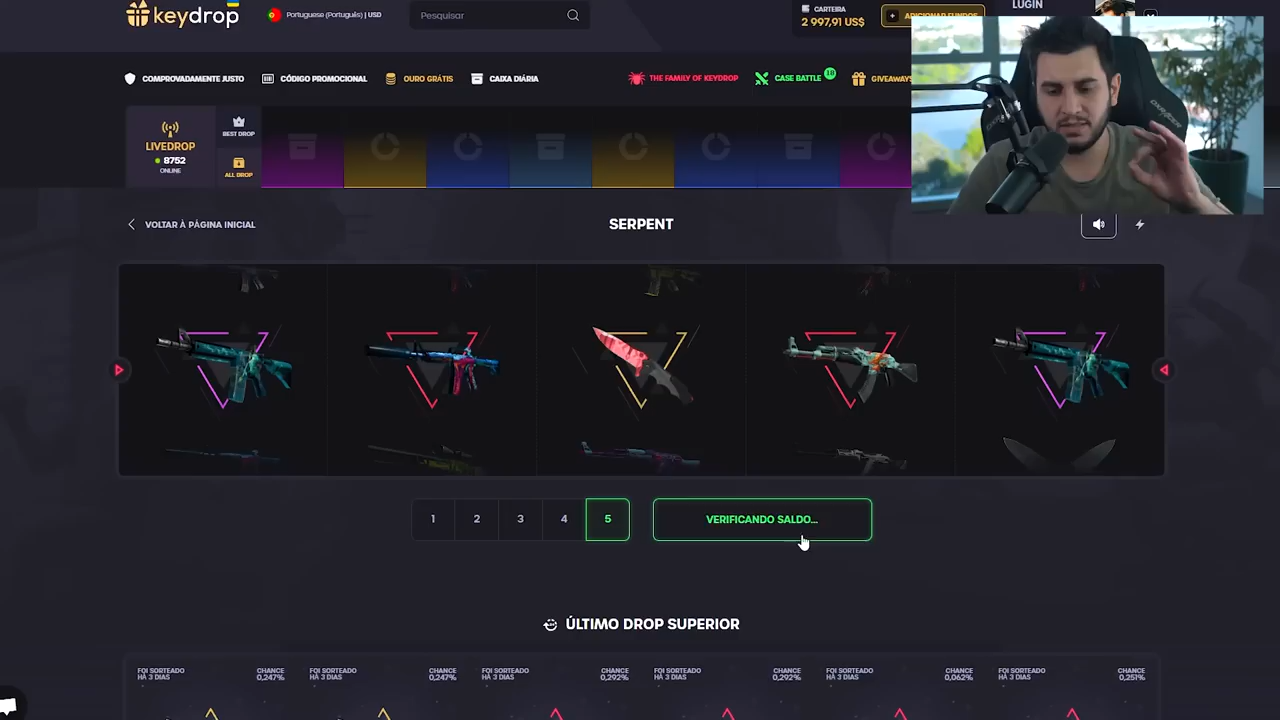 keydrop
Portuguese (Português) | USD
Pesquisar
CARTEIRA
2 997,91 US$
ADICIONAR FUNDOS
LOGIN
COMPROVADAMENTE JUSTO
CÓDIGO PROMOCIONAL
OURO GRÁTIS
CAIXA DIÁRIA
THE FAMILY OF KEYDROP
CASE BATTLE
GIVEAWAYS
LIVEDROP
8752
ONLINE
BEST DROP
ALL DROP
VOLTAR À PÁGINA INICIAL
SERPENT
1
2
3
4
5
VERIFICANDO SALDO...
ÚLTIMO DROP SUPERIOR
FOI SORTEADO
HÁ 3 DIAS
CHANCE
0,247%
FOI SORTEADO
HÁ 3 DIAS
CHANCE
0,247%
FOI SORTEADO
HÁ 3 DIAS
CHANCE
0,292%
FOI SORTEADO
HÁ 3 DIAS
CHANCE
0,292%
FOI SORTEADO
HÁ 3 DIAS
CHANCE
0,062%
FOI SORTEADO
HÁ 3 DIAS
CHANCE
0,251%